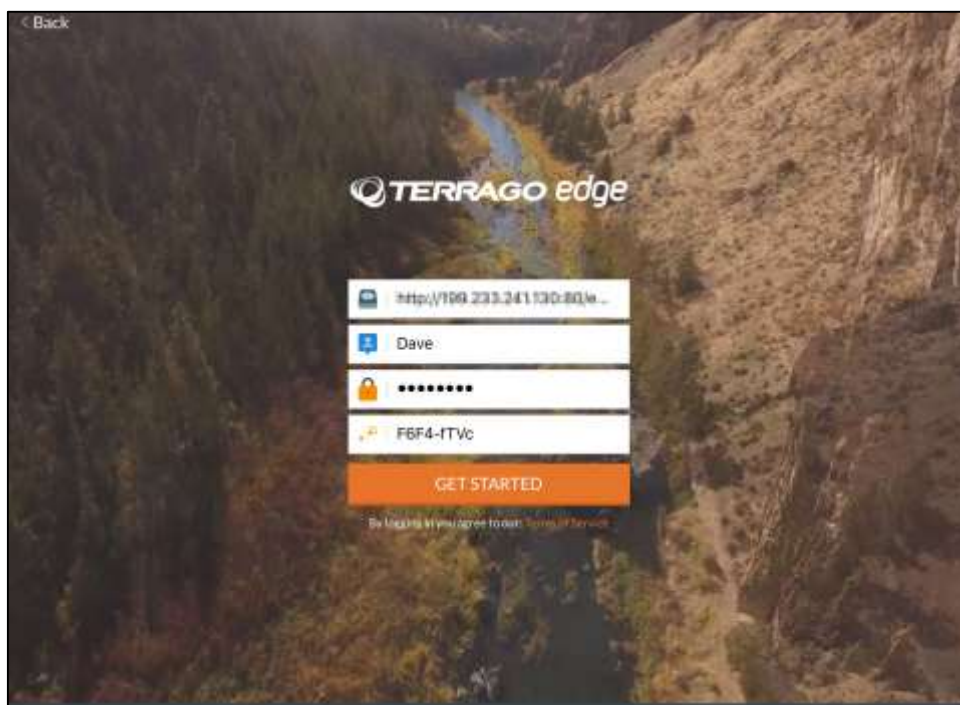 < Back
TERRAGO edge
http://199.233.241.130:80/e...
Dave
••••••••
F6F4-fTVc
GET STARTED
By logging in you agree to our Terms of Service